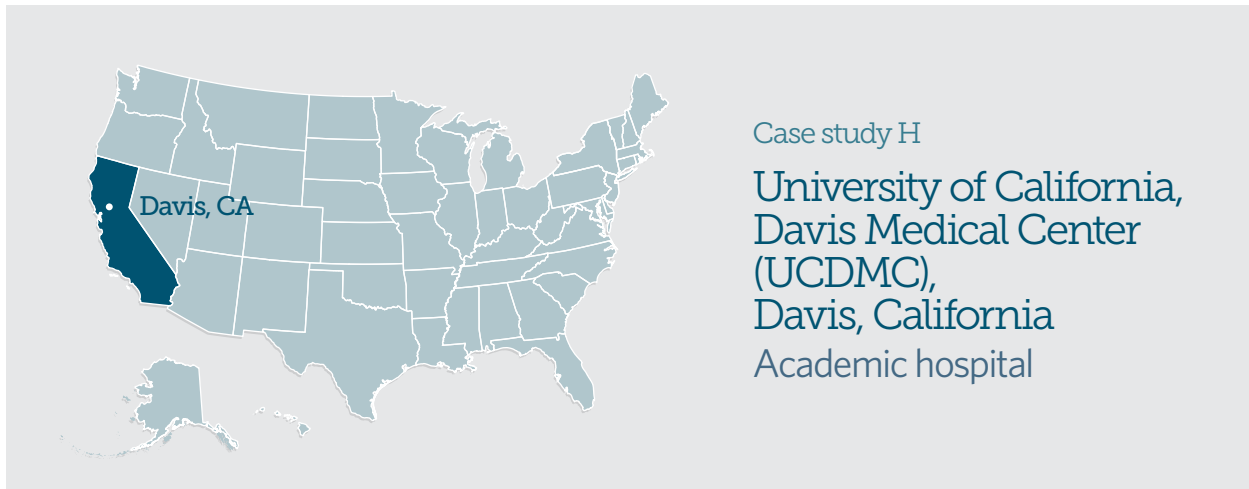 Davis, CA
Case study H
University of California,
Davis Medical Center
(UCDMC),
Davis, California
Academic hospital